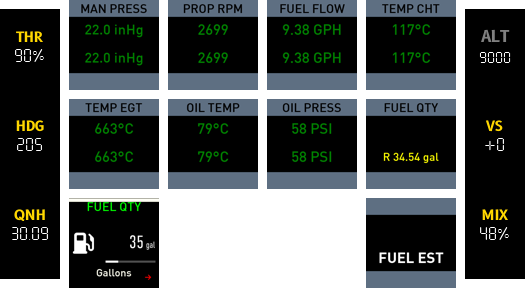 THR
90%
HDG
205
QNH
30.09
MAN PRESS
22.0 inHg
22.0 inHg
PROP RPM
2699
2699
FUEL FLOW
9.38 GPH
9.38 GPH
TEMP CHT
117°C
117°C
TEMP EGT
663°C
663°C
OIL TEMP
79°C
79°C
OIL PRESS
58 PSI
58 PSI
FUEL QTY
R 34.54 gal
FUEL QTY
35 gal
Gallons
FUEL EST
ALT
9000
VS
+0
MIX
48%